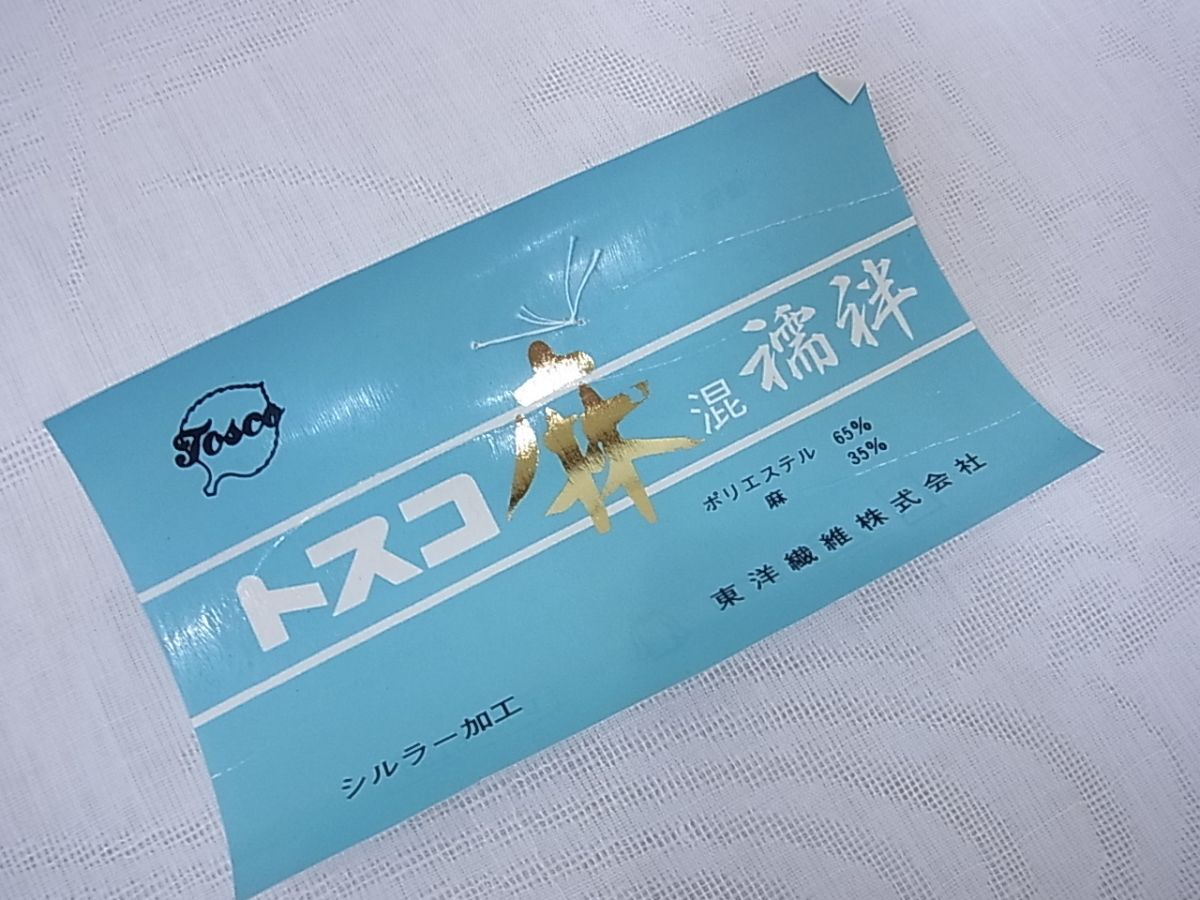 Tosco
トスコ麻混襦袢
ポリエステル 65%
麻 35%
東洋繊維株式会社
シルラー加工